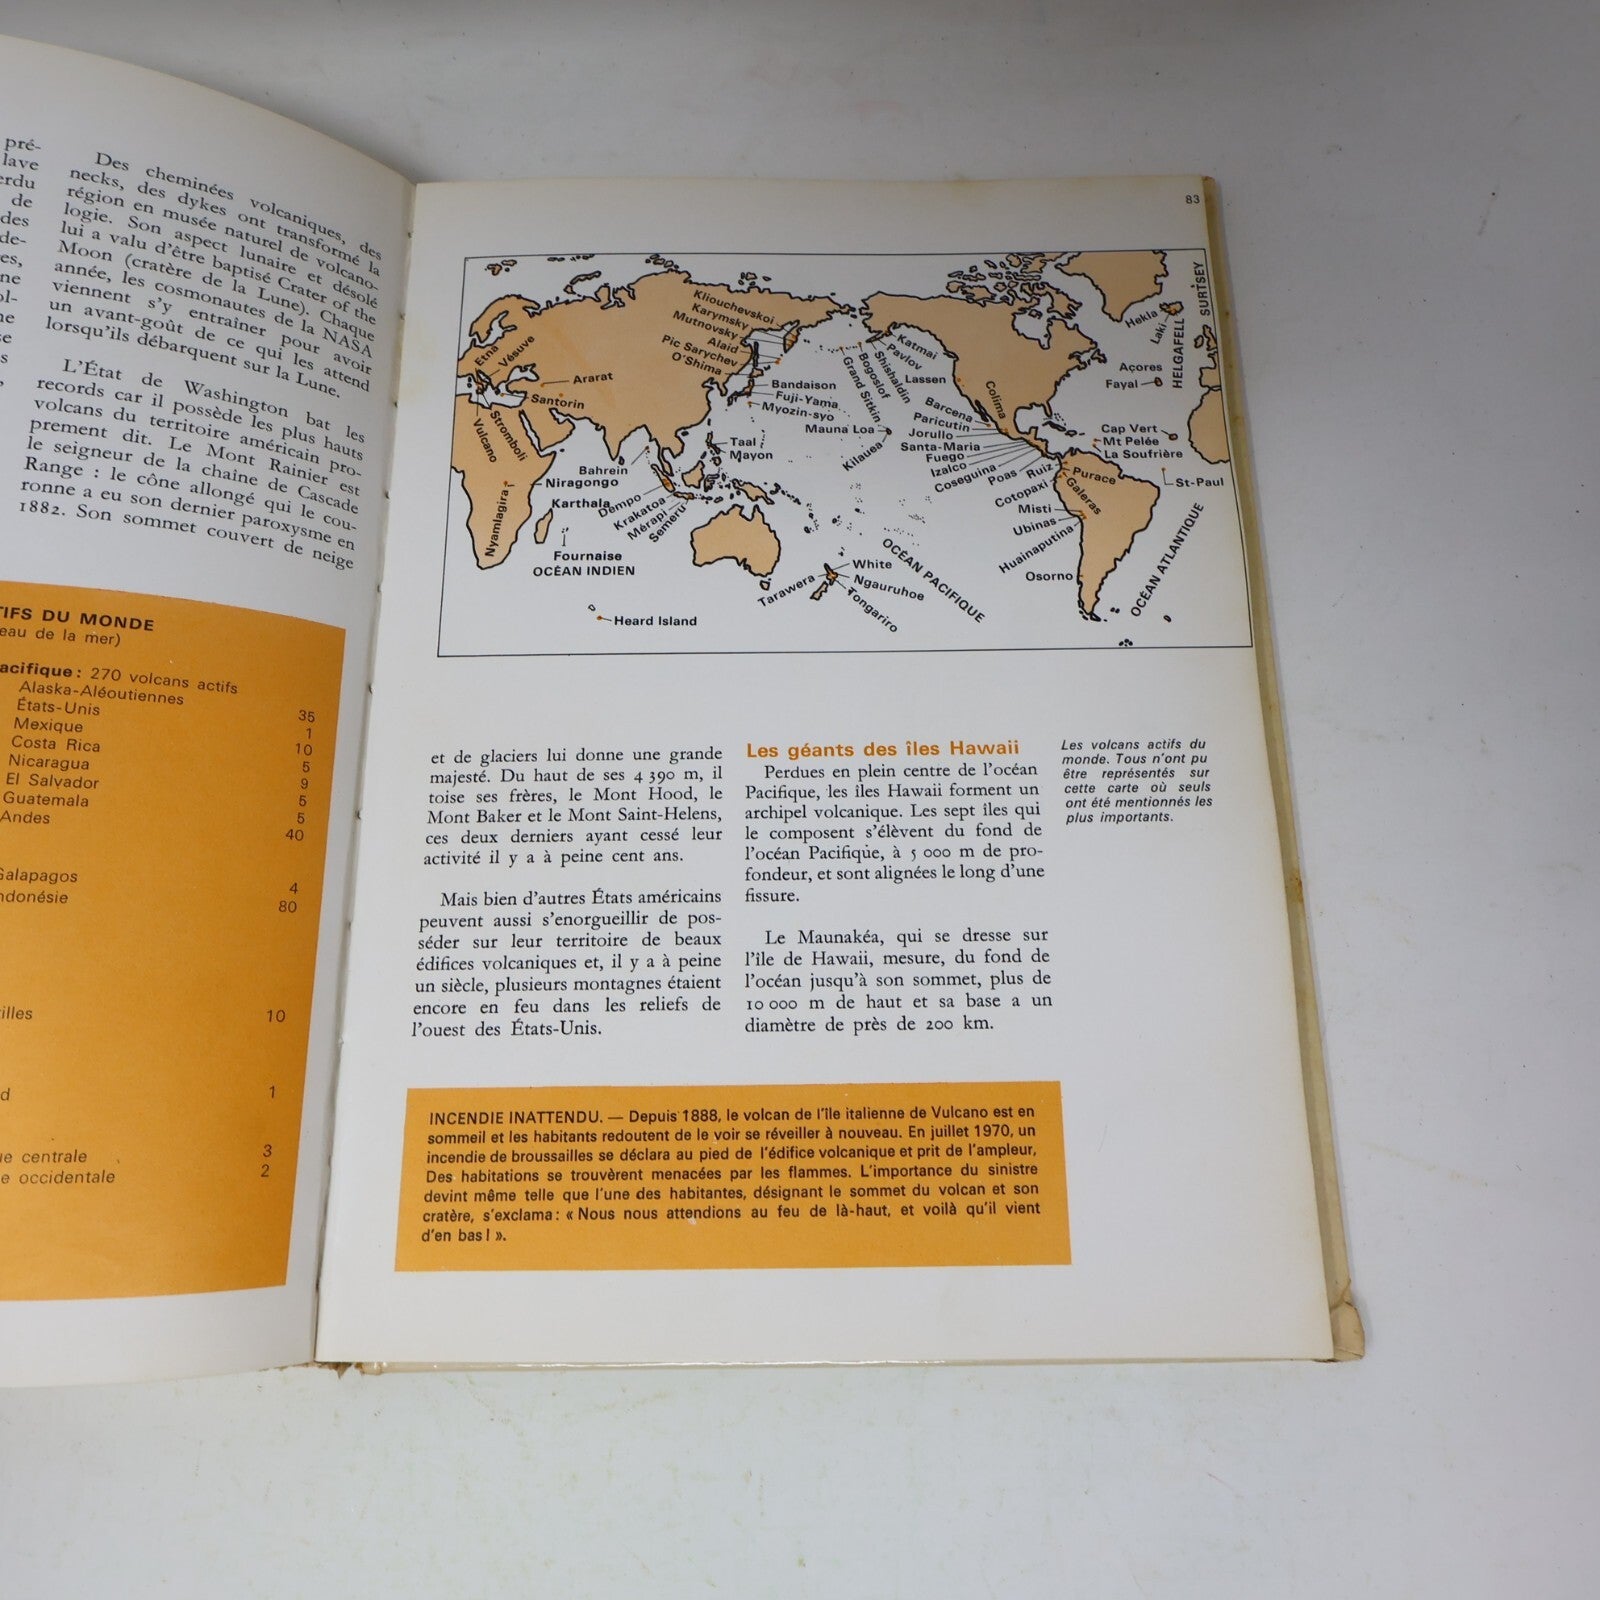 pré-
lave
erdu
de
des
de-
es,
ne
ol-
ne
se
s
,
Des cheminées volcaniques, des
necks, des dykes ont transformé la
région en musée naturel de volcano-
logie. Son aspect lunaire et désolé
lui a valu d'être baptisé Crater of the
Moon (cratère de la Lune). Chaque
année, les cosmonautes de la NASA
viennent s'y entraîner pour avoir
un avant-goût de ce qui les attend
lorsqu'ils débarquent sur la Lune.
L'État de Washington bat les
records car il possède les plus hauts
volcans du territoire américain pro-
prement dit. Le Mont Rainier est
le seigneur de la chaîne de Cascade
Range : le cône allongé qui le cou-
ronne a eu son dernier paroxysme en
1882. Son sommet couvert de neige
TIFS DU MONDE
eau de la mer)
acifique : 270 volcans actifs
Alaska-Aléoutiennes 35
États-Unis 1
Mexique 10
Costa Rica 5
Nicaragua 9
El Salvador 5
Guatemala 5
Andes 40
Galapagos 4
ndonésie 80
illes 10
d 1
ue centrale 3
e occidentale 2
83
Kliouchevskoi
Karymsky
Mutnovsky
Alaid
Pic Sarychev
O'Shima
Etna
Vésuve
Ararat
Santorin
Stromboli
Vulcano
Bandaison
Fuji-Yama
Myozin-syo
Mauna Loa
Kilauea
Taal
Mayon
Bahrein
Niragongo
Nyamlagira
Karthala
Dempo
Krakatoa
Mérapi
Semeru
Fournaise
OCÉAN INDIEN
Heard Island
Katmai
Pavlov
Shishaldin
Bogoslof
Grand Sitkin
Lassen
Colima
Barcena
Paricutin
Jorullo
Santa-Maria
Fuego
Izalco
Coseguina
Poas
Ruiz
Cotopaxi
Purace
Galeras
Misti
Ubinas
Huainaputina
Osorno
White
Ngauruhoe
Tongariro
Tarawera
OCÉAN PACIFIQUE
OCÉAN ATLANTIQUE
Hekla
Laki
HELGAFELL
SURTSEY
Açores
Fayal
Cap Vert
Mt Pelée
La Soufrière
St-Paul
et de glaciers lui donne une grande
majesté. Du haut de ses 4 390 m, il
toise ses frères, le Mont Hood, le
Mont Baker et le Mont Saint-Helens,
ces deux derniers ayant cessé leur
activité il y a à peine cent ans.
Mais bien d'autres États américains
peuvent aussi s'enorgueillir de pos-
séder sur leur territoire de beaux
édifices volcaniques et, il y a à peine
un siècle, plusieurs montagnes étaient
encore en feu dans les reliefs de
l'ouest des États-Unis.
Les géants des îles Hawaii
Perdues en plein centre de l'océan
Pacifique, les îles Hawaii forment un
archipel volcanique. Les sept îles qui
le composent s'élèvent du fond de
l'océan Pacifique, à 5 000 m de pro-
fondeur, et sont alignées le long d'une
fissure.
Le Maunakéa, qui se dresse sur
l'île de Hawaii, mesure, du fond de
l'océan jusqu'à son sommet, plus de
10 000 m de haut et sa base a un
diamètre de près de 200 km.
Les volcans actifs du
monde. Tous n'ont pu
être représentés sur
cette carte où seuls
ont été mentionnés les
plus importants.
INCENDIE INATTENDU. — Depuis 1888, le volcan de l'île italienne de Vulcano est en
sommeil et les habitants redoutent de le voir se réveiller à nouveau. En juillet 1970, un
incendie de broussailles se déclara au pied de l'édifice volcanique et prit de l'ampleur,
Des habitations se trouvèrent menacées par les flammes. L'importance du sinistre
devint même telle que l'une des habitantes, désignant le sommet du volcan et son
cratère, s'exclama : « Nous nous attendions au feu de là-haut, et voilà qu'il vient
d'en bas ! ».